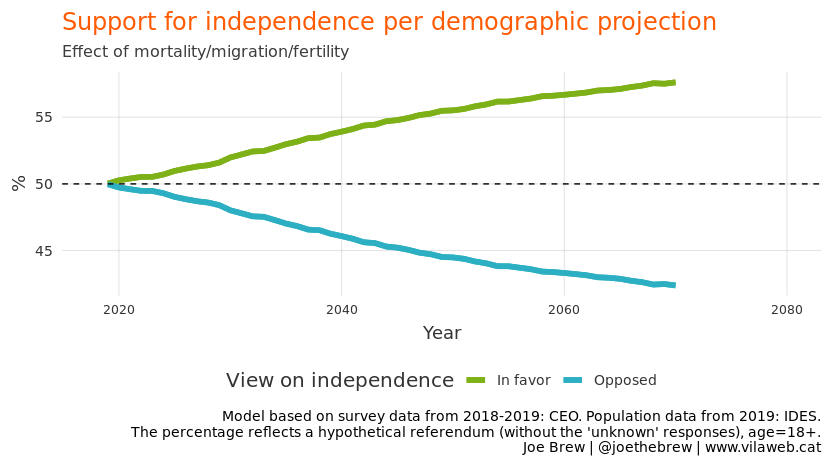 Support for independence per demographic projection
Effect of mortality/migration/fertility
55
50
45
%
2020 2040 2060 2080
Year
View on independence In favor Opposed
Model based on survey data from 2018-2019: CEO. Population data from 2019: IDES.
The percentage reflects a hypothetical referendum (without the 'unknown' responses), age=18+.
Joe Brew | @joethebrew | www.vilaweb.cat